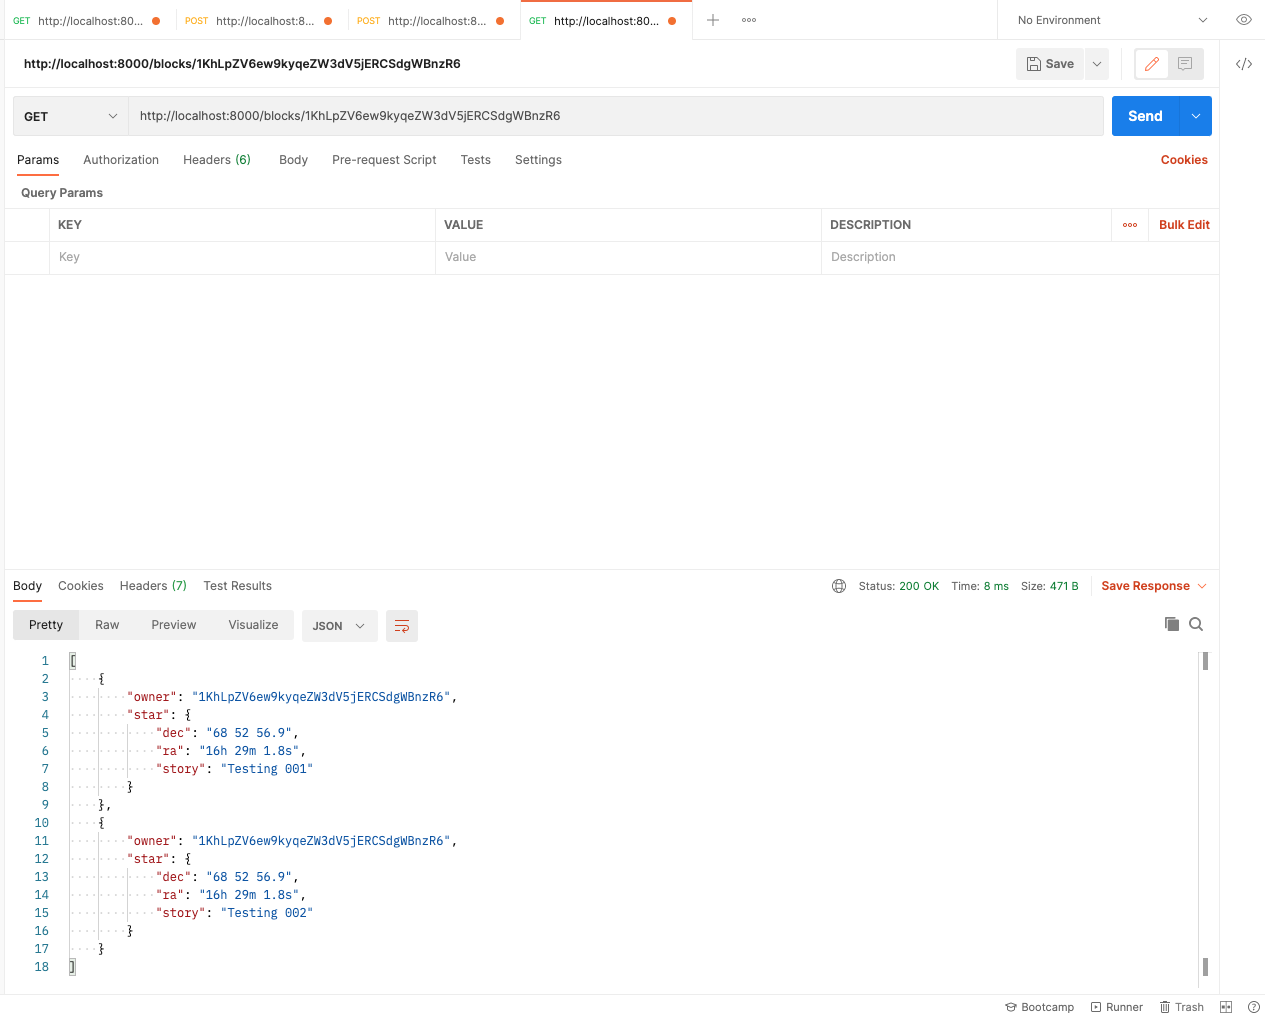 GET http://localhost:80... POST http://localhost:8... POST http://localhost:8... GET http://localhost:80... No Environment
http://localhost:8000/blocks/1KhLpZV6ew9kyqeZW3dV5jERCSdgWBnzR6 Save
GET http://localhost:8000/blocks/1KhLpZV6ew9kyqeZW3dV5jERCSdgWBnzR6 Send
Params Authorization Headers (6) Body Pre-request Script Tests Settings Cookies
Query Params
KEY VALUE DESCRIPTION Bulk Edit
Key Value Description
Body Cookies Headers (7) Test Results Status: 200 OK Time: 8 ms Size: 471 B Save Response
Pretty Raw Preview Visualize JSON
1 [
2 {
3 "owner": "1KhLpZV6ew9kyqeZW3dV5jERCSdgWBnzR6",
4 "star": {
5 "dec": "68 52 56.9",
6 "ra": "16h 29m 1.8s",
7 "story": "Testing 001"
8 }
9 },
10 {
11 "owner": "1KhLpZV6ew9kyqeZW3dV5jERCSdgWBnzR6",
12 "star": {
13 "dec": "68 52 56.9",
14 "ra": "16h 29m 1.8s",
15 "story": "Testing 002"
16 }
17 }
18 ]
Bootcamp Runner Trash